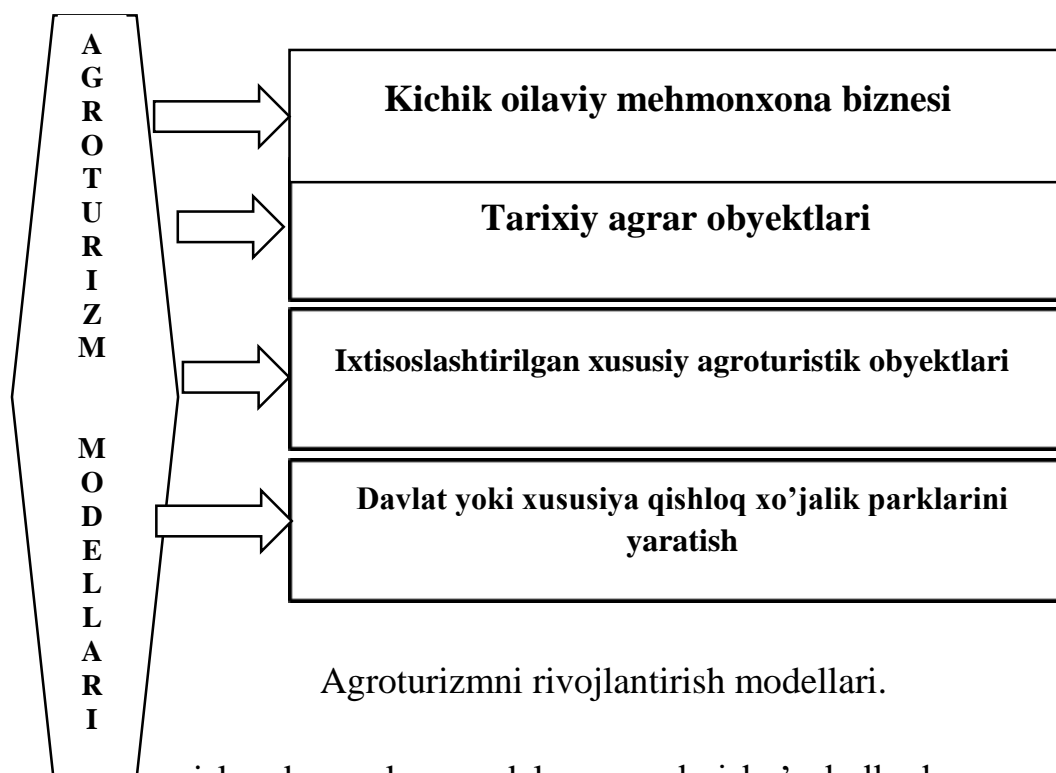 AGROTURIZM MODELLARI
Kichik oilaviy mehmonxona biznesi
Tarixiy agrar obyektlari
Ixtisoslashtirilgan xususiy agroturistik obyektlari
Davlat yoki xususiya qishloq xo’jalik parklarini
yaratish
Agroturizmni rivojlantirish modellari.